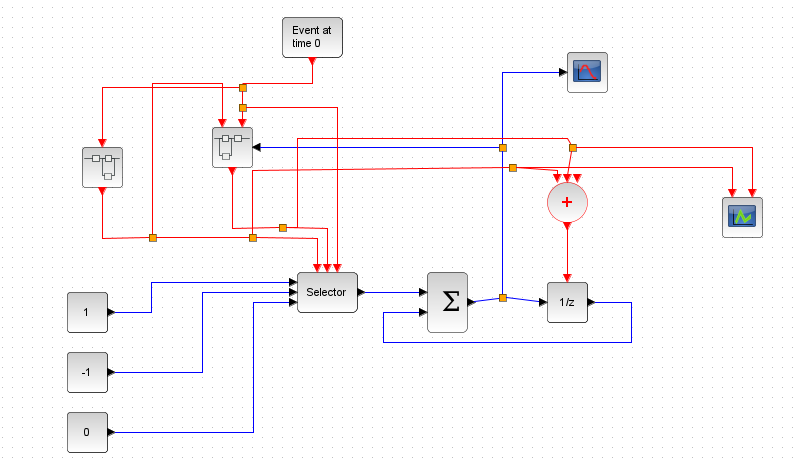 Event at
time 0
+
Selector
Σ
1/z
1
-1
0